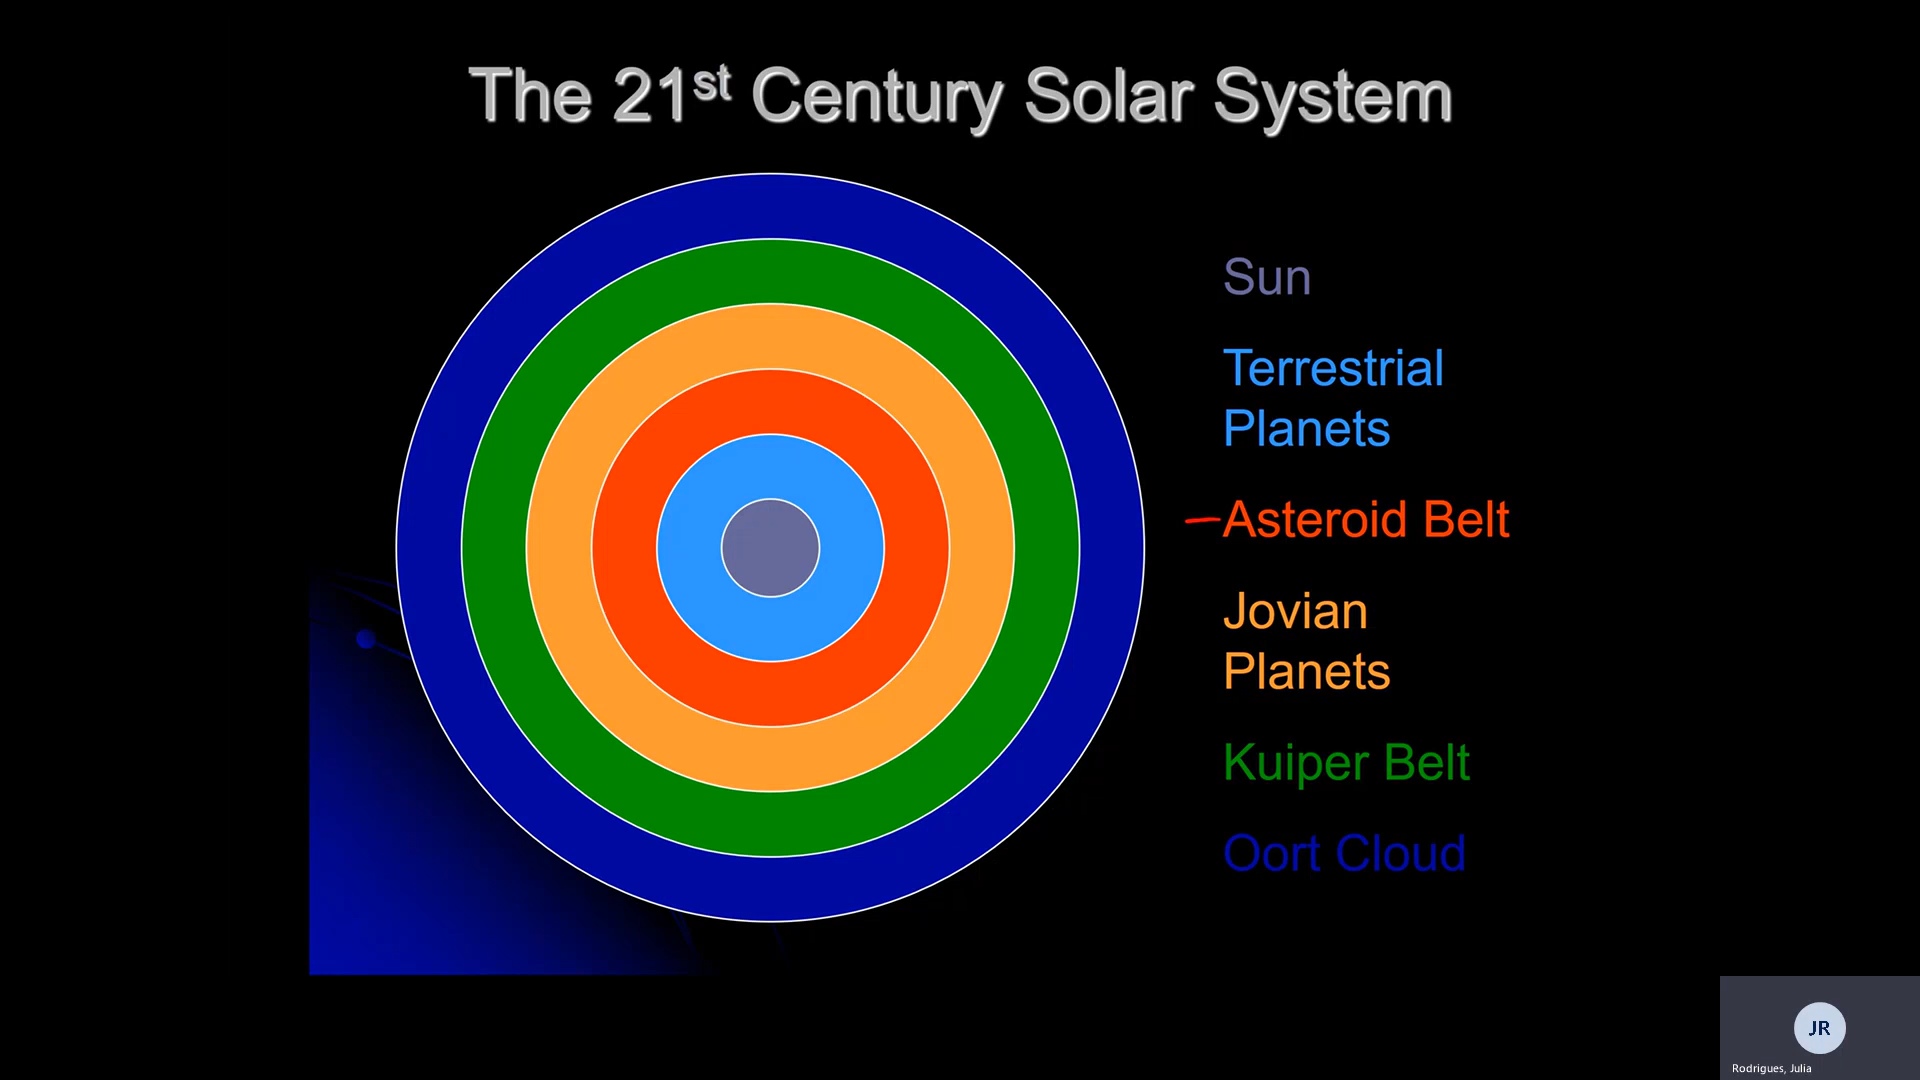 The 21st Century Solar System
Sun
Terrestrial
Planets
Asteroid Belt
Jovian
Planets
Kuiper Belt
Oort Cloud
JR
Rodrigues, Julia